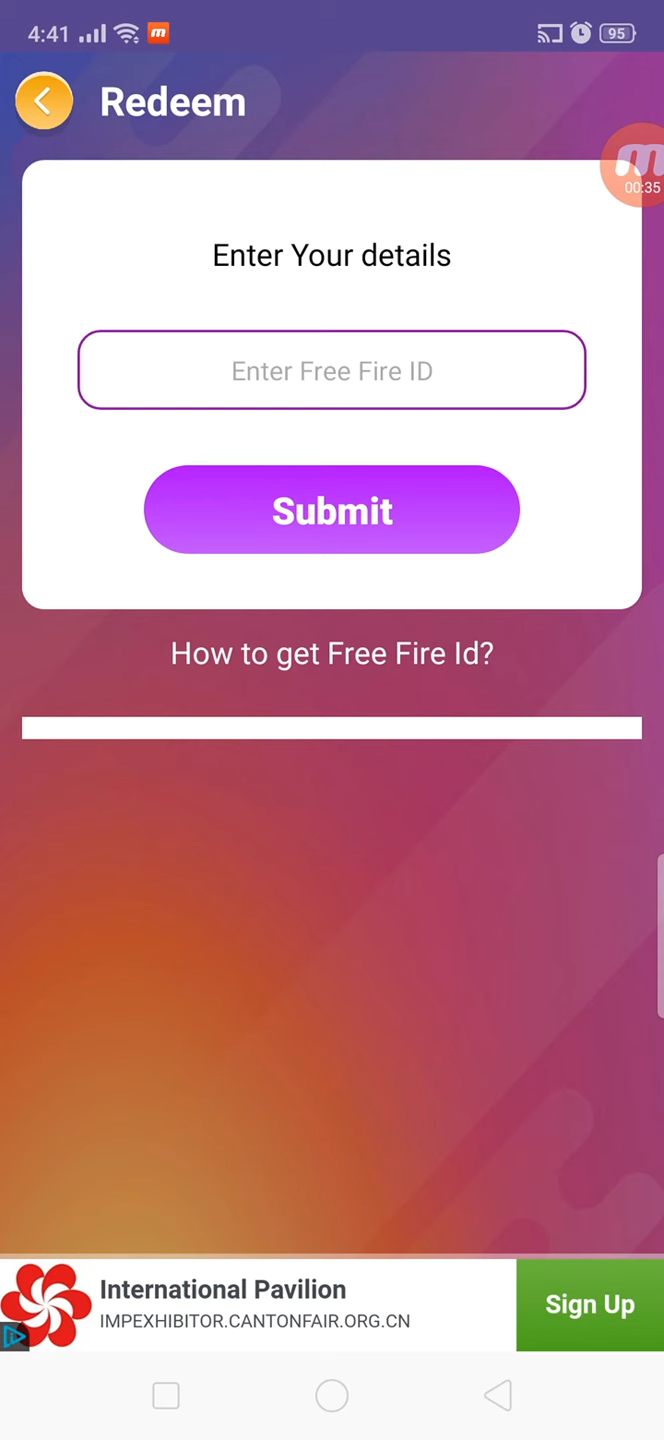 4:41
95
Redeem
00:35
Enter Your details
Enter Free Fire ID
Submit
How to get Free Fire Id?
International Pavilion
IMPEXHIBITOR.CANTONFAIR.ORG.CN
Sign Up